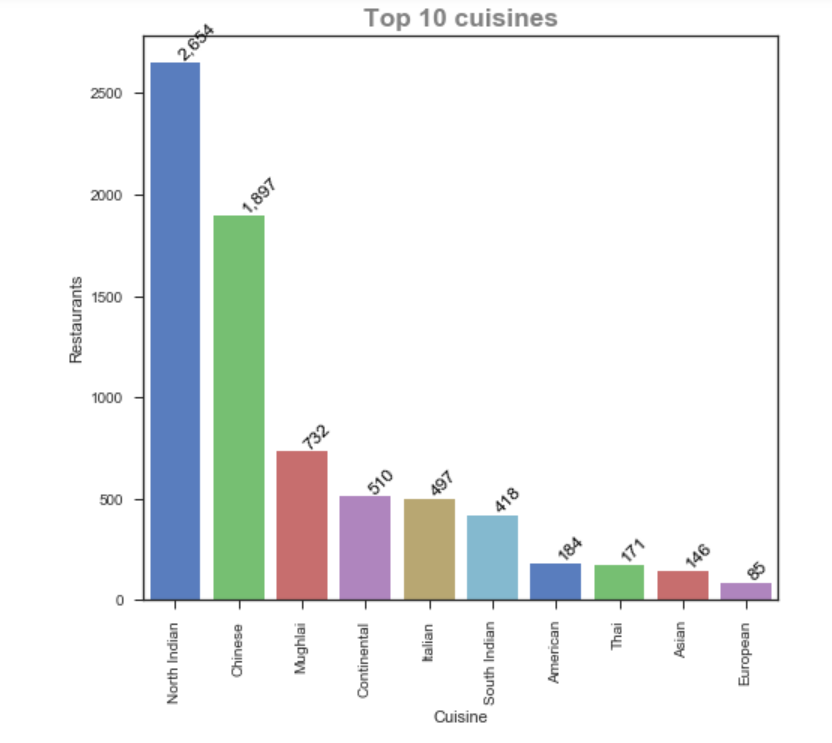 Top 10 cuisines
Restaurants
2500
2000
1500
1000
500
0
2,654
1,897
732
510
497
418
184
171
146
85
North Indian
Chinese
Mughlai
Continental
Italian
South Indian
American
Thai
Asian
European
Cuisine